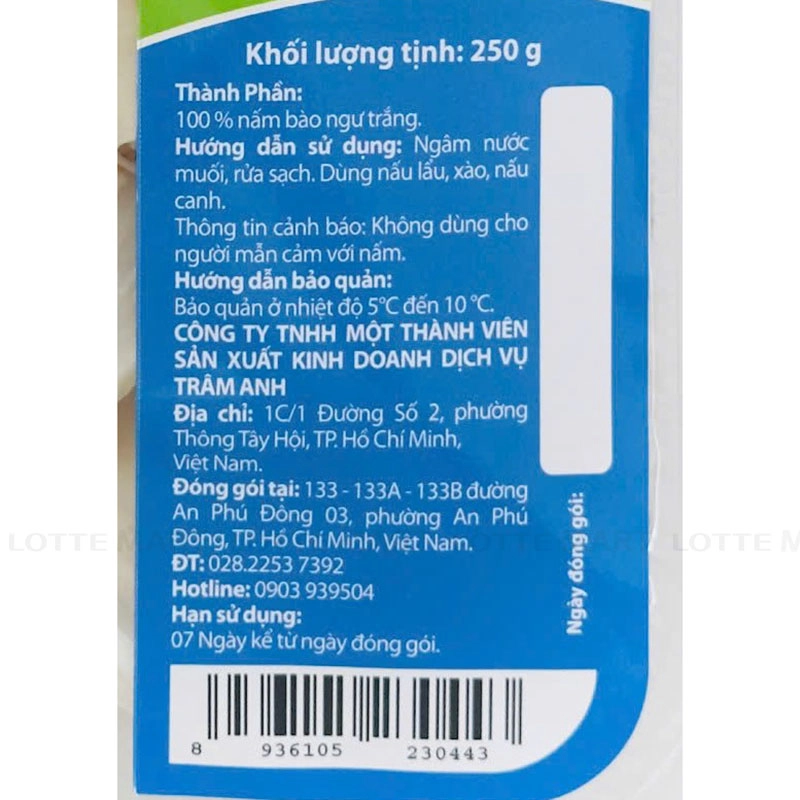 Khối lượng tịnh: 250 g
Thành Phần:
100 % nấm bào ngư trắng.
Hướng dẫn sử dụng: Ngâm nước
muối, rửa sạch. Dùng nấu lẩu, xào, nấu
canh.
Thông tin cảnh báo: Không dùng cho
người mẫn cảm với nấm.
Hướng dẫn bảo quản:
Bảo quản ở nhiệt độ 5°C đến 10 °C.
CÔNG TY TNHH MỘT THÀNH VIÊN
SẢN XUẤT KINH DOANH DỊCH VỤ
TRÂM ANH
Địa chỉ: 1C/1 Đường Số 2, phường
Thông Tây Hội, TP. Hồ Chí Minh,
Việt Nam.
Đóng gói tại: 133 - 133A - 133B đường
An Phú Đông 03, phường An Phú
Đông, TP. Hồ Chí Minh, Việt Nam.
ĐT: 028.2253 7392
Hotline: 0903 939504
Hạn sử dụng:
07 Ngày kể từ ngày đóng gói.
Ngày đóng gói:
8 936105 230443
LOTTE MART LOTTE M